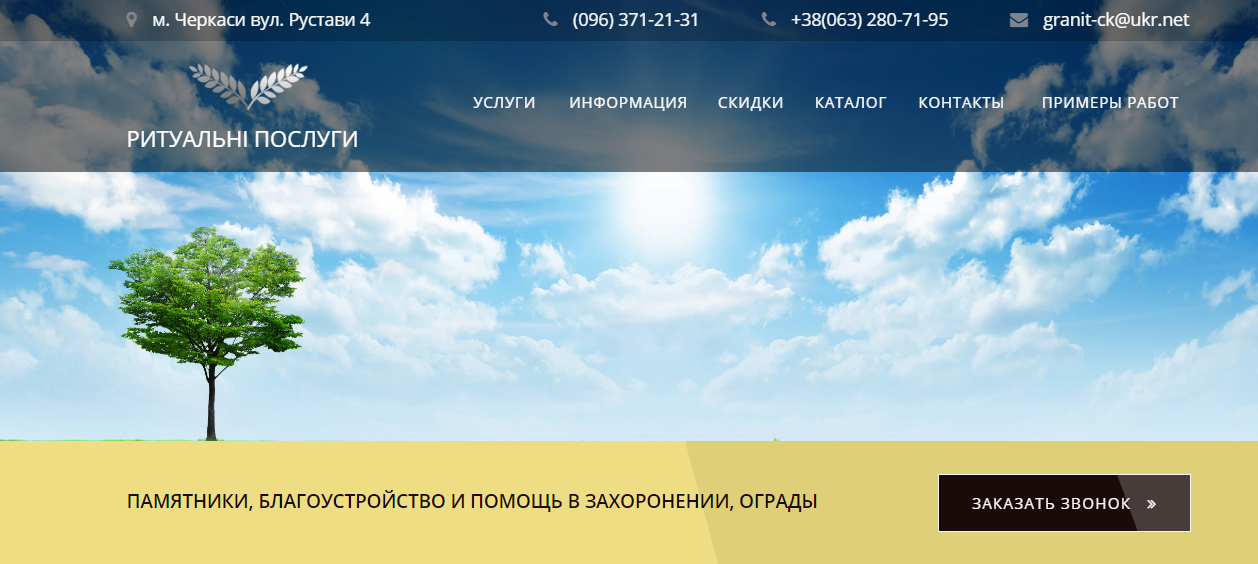 м. Черкаси вул. Рустави 4 (096) 371-21-31 +38(063) 280-71-95 granit-ck@ukr.net
РИТУАЛЬНІ ПОСЛУГИ
УСЛУГИ ИНФОРМАЦИЯ СКИДКИ КАТАЛОГ КОНТАКТЫ ПРИМЕРЫ РАБОТ
ПАМЯТНИКИ, БЛАГОУСТРОЙСТВО И ПОМОЩЬ В ЗАХОРОНЕНИИ, ОГРАДЫ
ЗАКАЗАТЬ ЗВОНОК »